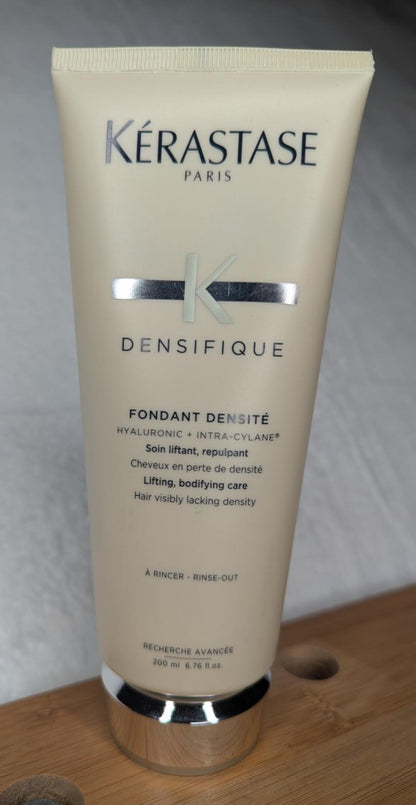 KÉRASTASE
PARIS
K
DENSIFIQUE
FONDANT DENSITÉ
HYALURONIC + INTRA-CYLANE®
Soin liftant, repulpant
Cheveux en perte de densité
Lifting, bodifying care
Hair visibly lacking density
À RINCER - RINSE-OUT
RECHERCHE AVANCÉE
200 ml 6.76 fl.oz.